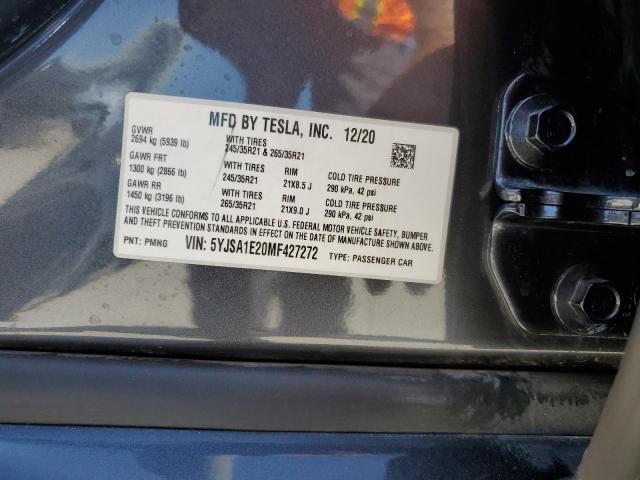 MFD BY TESLA, INC. 12/20
GVWR
2694 kg (5939 lb)
WITH TIRES
245/35R21 & 265/35R21
GAWR FRT
1300 kg (2866 lb)
WITH TIRES
245/35R21
RIM
21X8.5 J
COLD TIRE PRESSURE
290 kPa, 42 psi
GAWR RR
1450 kg (3196 lb)
WITH TIRES
265/35R21
RIM
21X9.0 J
COLD TIRE PRESSURE
290 kPa, 42 psi
THIS VEHICLE CONFORMS TO ALL APPLICABLE U.S. FEDERAL MOTOR VEHICLE SAFETY, BUMPER
AND THEFT PREVENTION STANDARDS IN EFFECT ON THE DATE OF MANUFACTURE SHOWN ABOVE.
PNT: PMNG VIN: 5YJSA1E20MF427272 TYPE: PASSENGER CAR